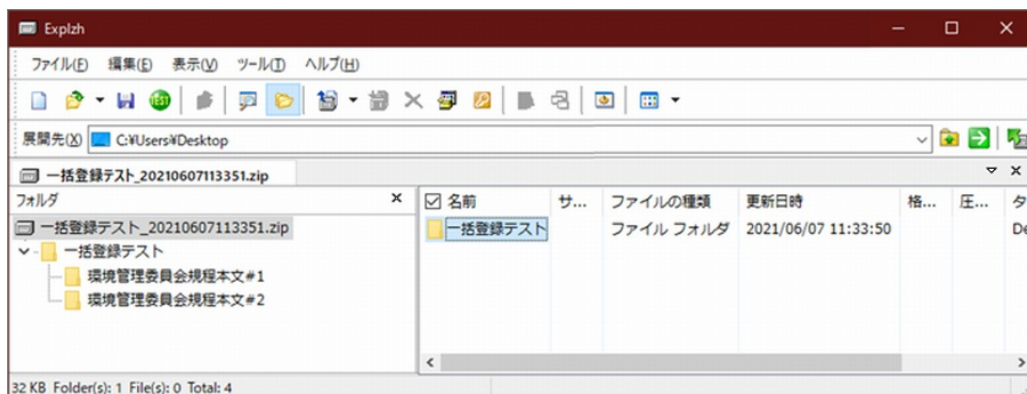 Explzh
ファイル(F) 編集(E) 表示(V) ツール(T) ヘルプ(H)
TEST
展開先(X) C:¥Users¥Desktop
一括登録テスト_20210607113351.zip
フォルダ
名前 サ... ファイルの種類 更新日時 格... 圧... タ
一括登録テスト_20210607113351.zip
一括登録テスト ファイル フォルダ 2021/06/07 11:33:50 De
一括登録テスト
環境管理委員会規程本文#1
環境管理委員会規程本文#2
32 KB Folder(s): 1 File(s): 0 Total: 4